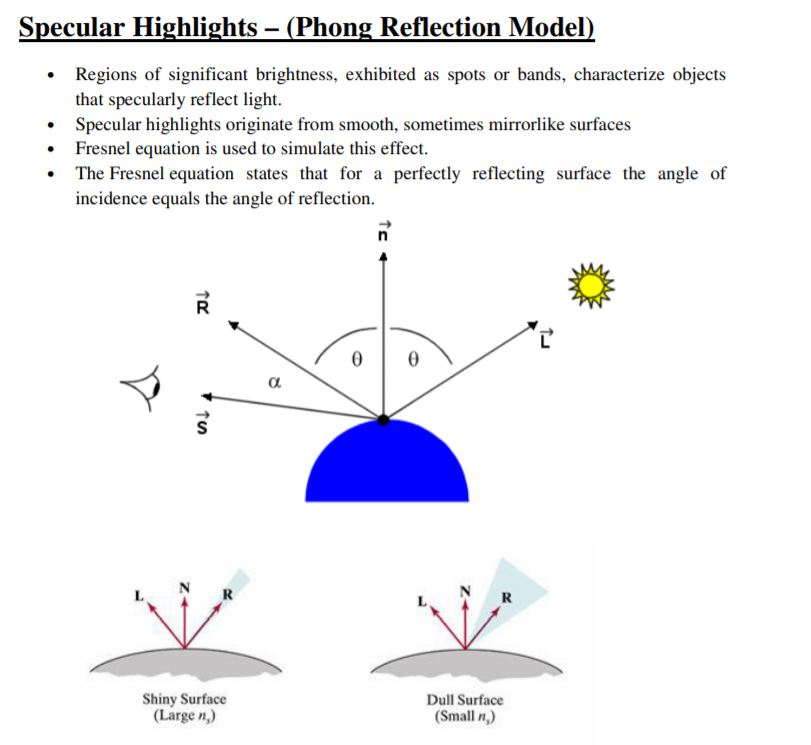 Specular Highlights – (Phong Reflection Model)
• Regions of significant brightness, exhibited as spots or bands, characterize objects
that specularly reflect light.
• Specular highlights originate from smooth, sometimes mirrorlike surfaces
• Fresnel equation is used to simulate this effect.
• The Fresnel equation states that for a perfectly reflecting surface the angle of
incidence equals the angle of reflection.
n⃗
R⃗
L⃗
θ θ
α
S⃗
L N R
L N R
Shiny Surface
(Large nₛ)
Dull Surface
(Small nₛ)